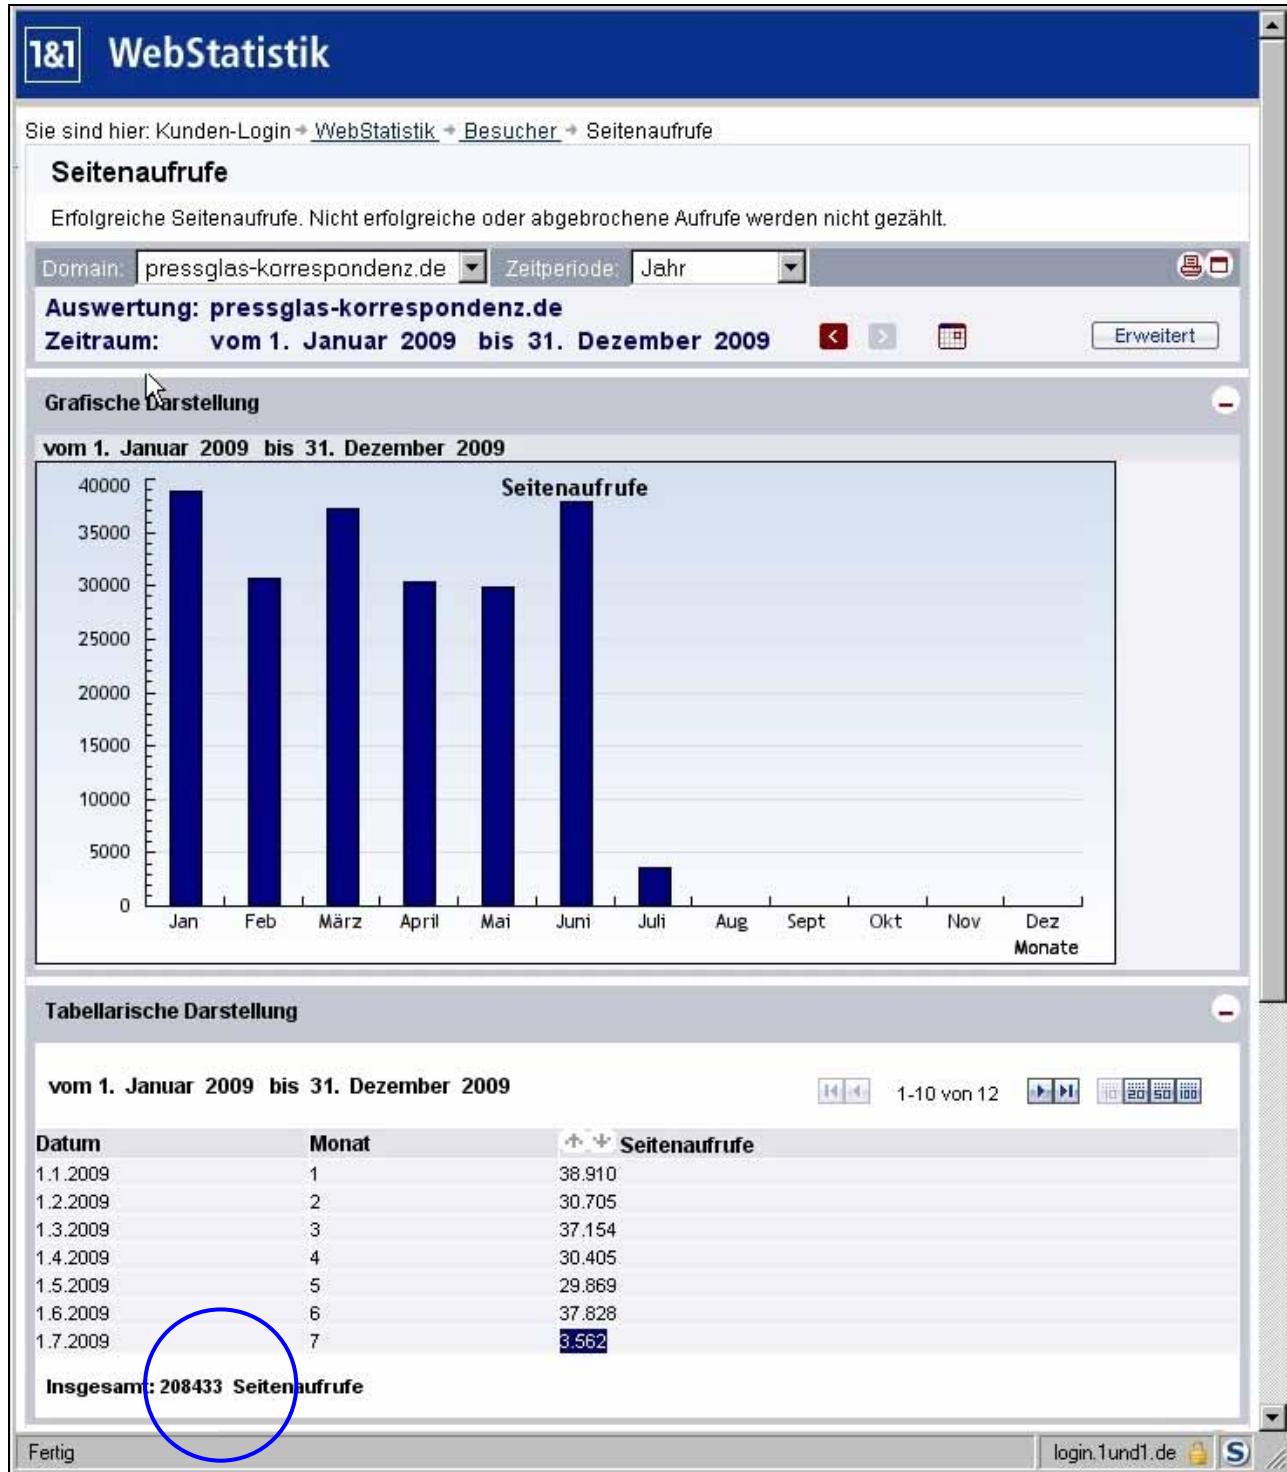 1&1 WebStatistik
Sie sind hier: Kunden-Login WebStatistik Besucher Seitenaufrufe
Seitenaufrufe
Erfolgreiche Seitenaufrufe. Nicht erfolgreiche oder abgebrochene Aufrufe werden nicht gezählt.
Domain: pressglas-korrespondenz.de Zeitperiode: Jahr
Auswertung: pressglas-korrespondenz.de
Zeitraum: vom 1. Januar 2009 bis 31. Dezember 2009 Erweitert
Grafische Darstellung
vom 1. Januar 2009 bis 31. Dezember 2009
Seitenaufrufe
40000
35000
30000
25000
20000
15000
10000
5000
0
Jan Feb März April Mai Juni Juli Aug Sept Okt Nov Dez
Monate
Tabellarische Darstellung
vom 1. Januar 2009 bis 31. Dezember 2009 1-10 von 12 10 20 50 100
Datum Monat Seitenaufrufe
1.1.2009 1 38.910
1.2.2009 2 30.705
1.3.2009 3 37.154
1.4.2009 4 30.405
1.5.2009 5 29.869
1.6.2009 6 37.828
1.7.2009 7 3.562
Insgesamt: 208433 Seitenaufrufe
Fertig login.1und1.de S